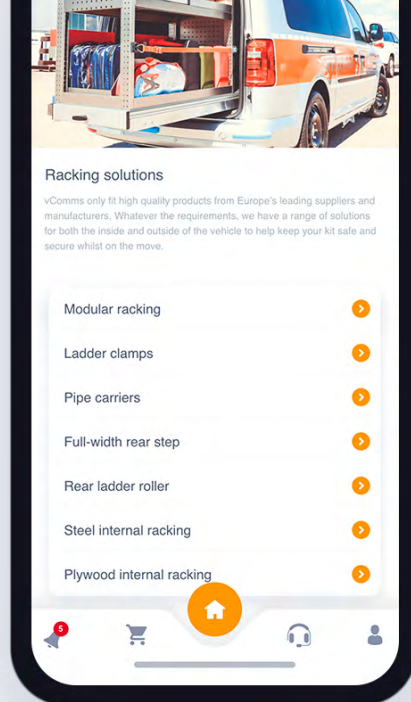 Racking solutions
vComms only fit high quality products from Europe's leading suppliers and
manufacturers. Whatever the requirements, we have a range of solutions
for both the inside and outside of the vehicle to help keep your kit safe and
secure whilst on the move.
Modular racking
Ladder clamps
Pipe carriers
Full-width rear step
Rear ladder roller
Steel internal racking
Plywood internal racking
5